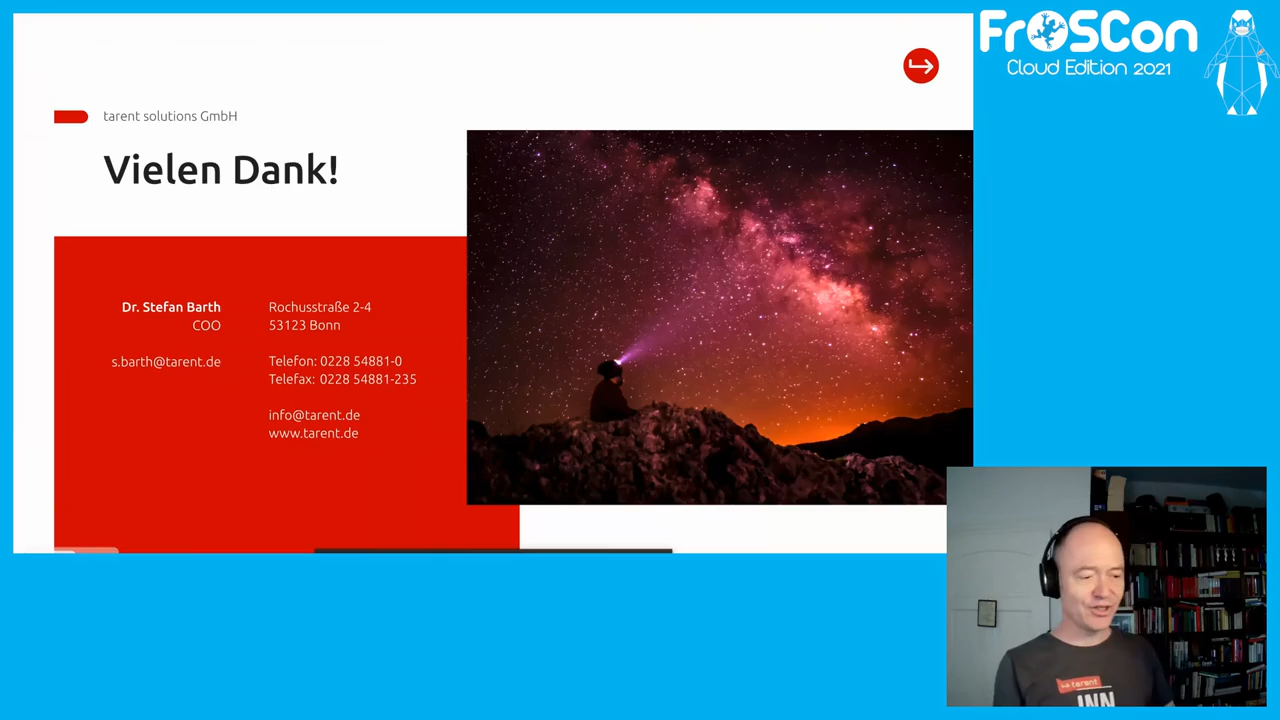 FrOSCon
Cloud Edition 2021
tarent solutions GmbH
Vielen Dank!
Dr. Stefan Barth
COO
s.barth@tarent.de
Rochusstraße 2-4
53123 Bonn
Telefon: 0228 54881-0
Telefax: 0228 54881-235
info@tarent.de
www.tarent.de
tarent
INN